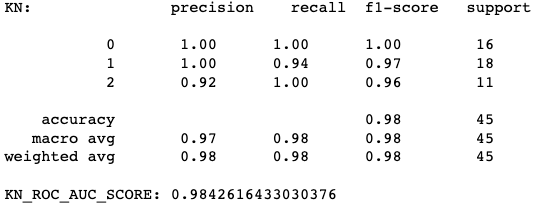 KN: precision recall f1-score support
0 1.00 1.00 1.00 16
1 1.00 0.94 0.97 18
2 0.92 1.00 0.96 11
accuracy 0.98 45
macro avg 0.97 0.98 0.98 45
weighted avg 0.98 0.98 0.98 45
KN_ROC_AUC_SCORE: 0.9842616433030376